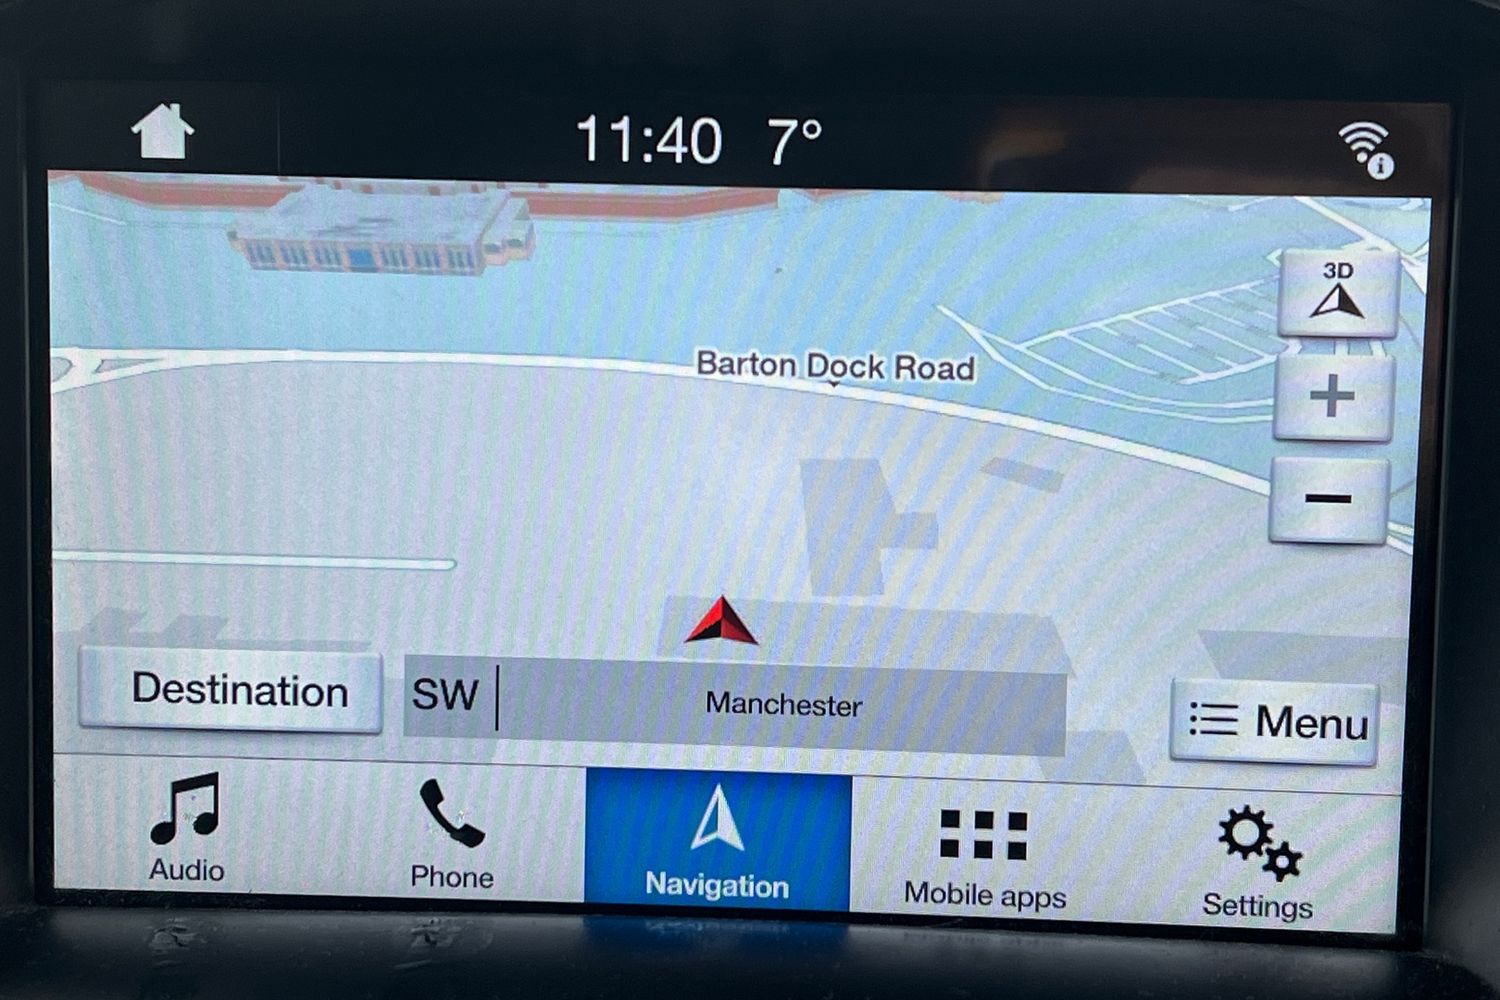 11:40 7°
3D
Barton Dock Road
+
−
Destination
SW
Manchester
Menu
Audio
Phone
Navigation
Mobile apps
Settings